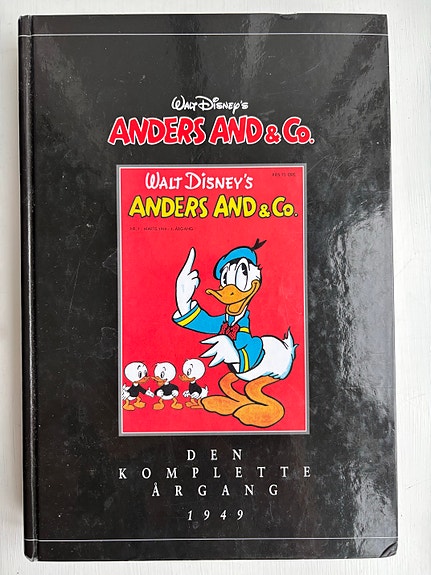 WALT DISNEY'S
ANDERS AND & Co.
WALT DISNEY'S
ANDERS AND & Co.
DEN
KOMPLETTE
ÅRGANG
1949